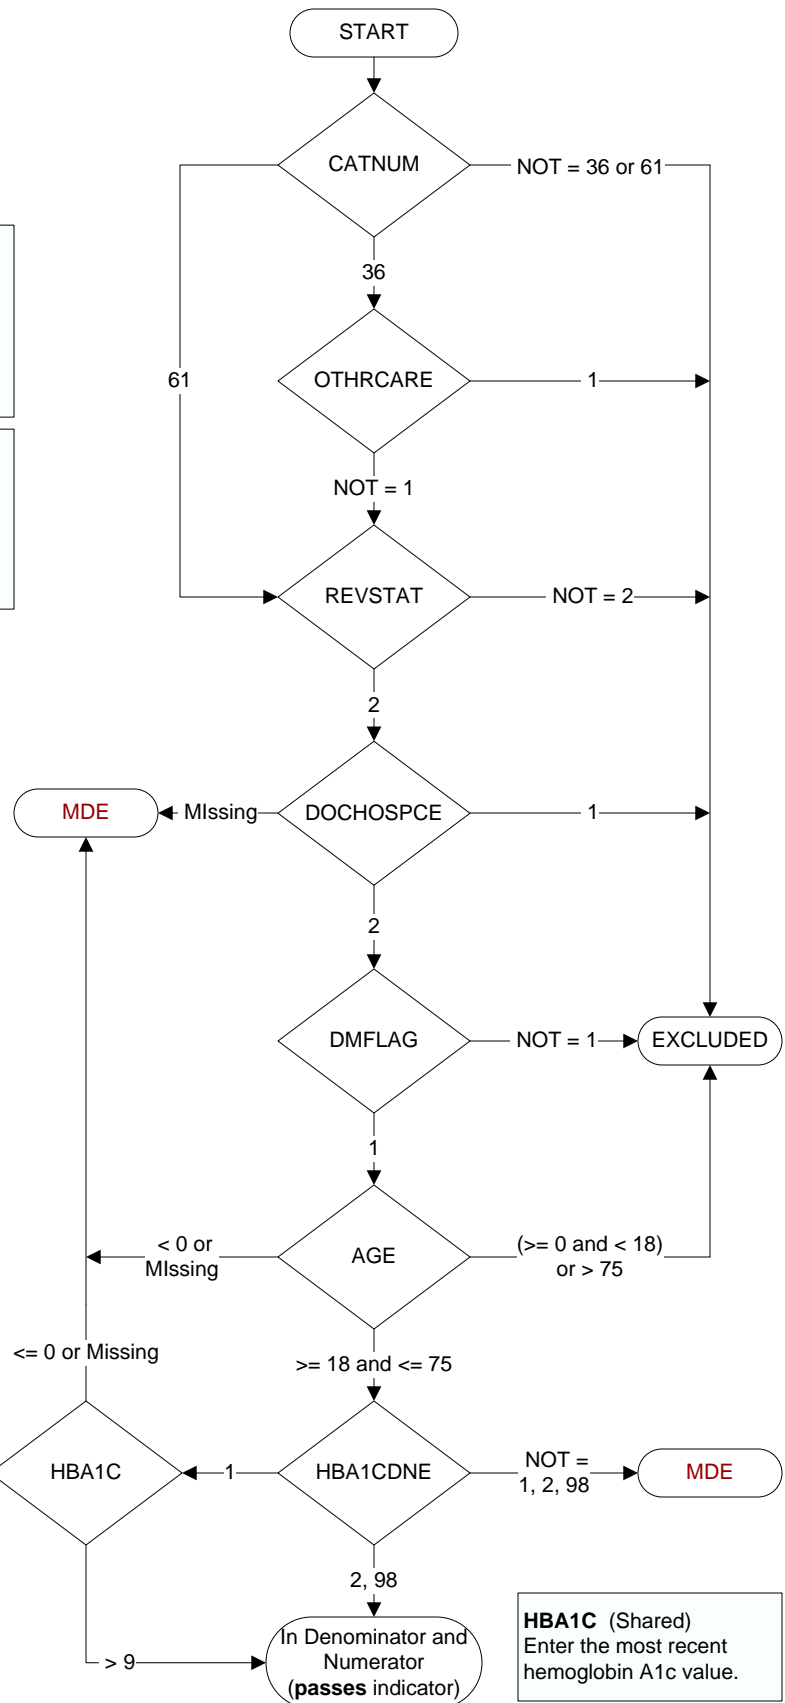 START
CATNUM
NOT = 36 or 61
36
61
OTHRCARE
1
NOT = 1
REVSTAT
NOT = 2
2
MDE
MIssing
DOCHOSPCE
1
2
DMFLAG
NOT = 1
EXCLUDED
1
< 0 or
MIssing
AGE
(>= 0 and < 18)
or > 75
<= 0 or Missing
>= 18 and <= 75
HBA1C
1
HBA1CDNE
NOT =
1, 2, 98
MDE
2, 98
> 9
In Denominator and
Numerator
(passes indicator)
HBA1C (Shared)
Enter the most recent
hemoglobin A1c value.